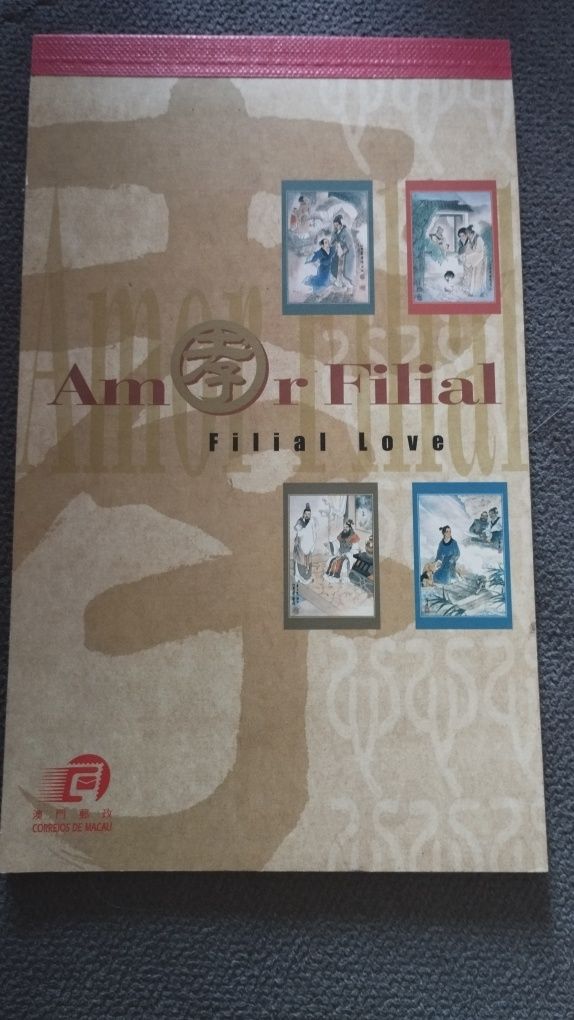 Am孝r Filial
Filial Love
澳門郵政
CORREIOS DE MACAU